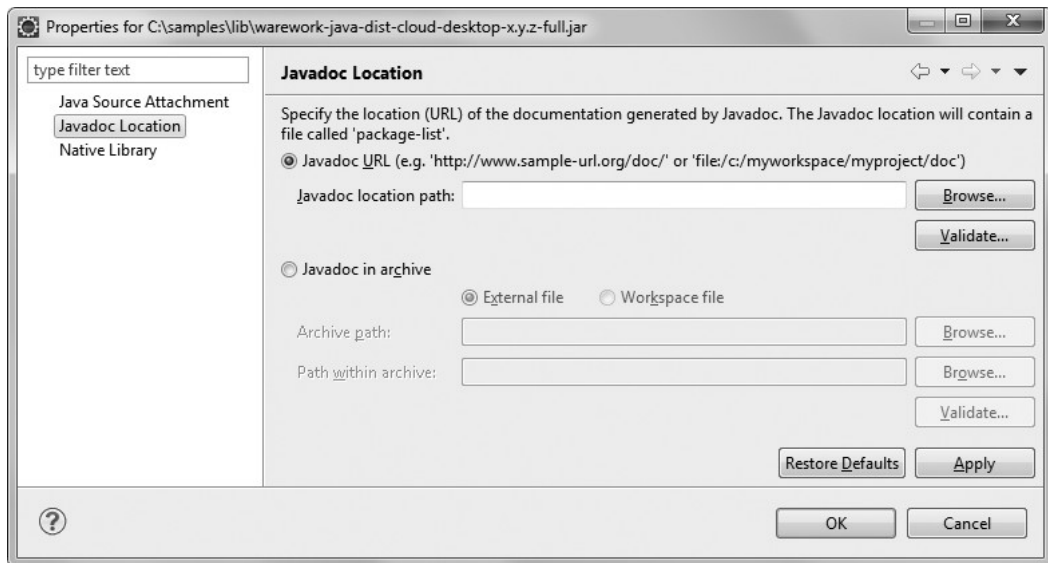 Properties for C:\samples\lib\warework-java-dist-cloud-desktop-x.y.z-full.jar
type filter text
Java Source Attachment
Javadoc Location
Native Library
Javadoc Location
Specify the location (URL) of the documentation generated by Javadoc. The Javadoc location will contain a
file called 'package-list'.
Javadoc URL (e.g. 'http://www.sample-url.org/doc/' or 'file:/c:/myworkspace/myproject/doc')
Javadoc location path:
Browse...
Validate...
Javadoc in archive
External file
Workspace file
Archive path:
Browse...
Path within archive:
Browse...
Validate...
Restore Defaults
Apply
?
OK
Cancel